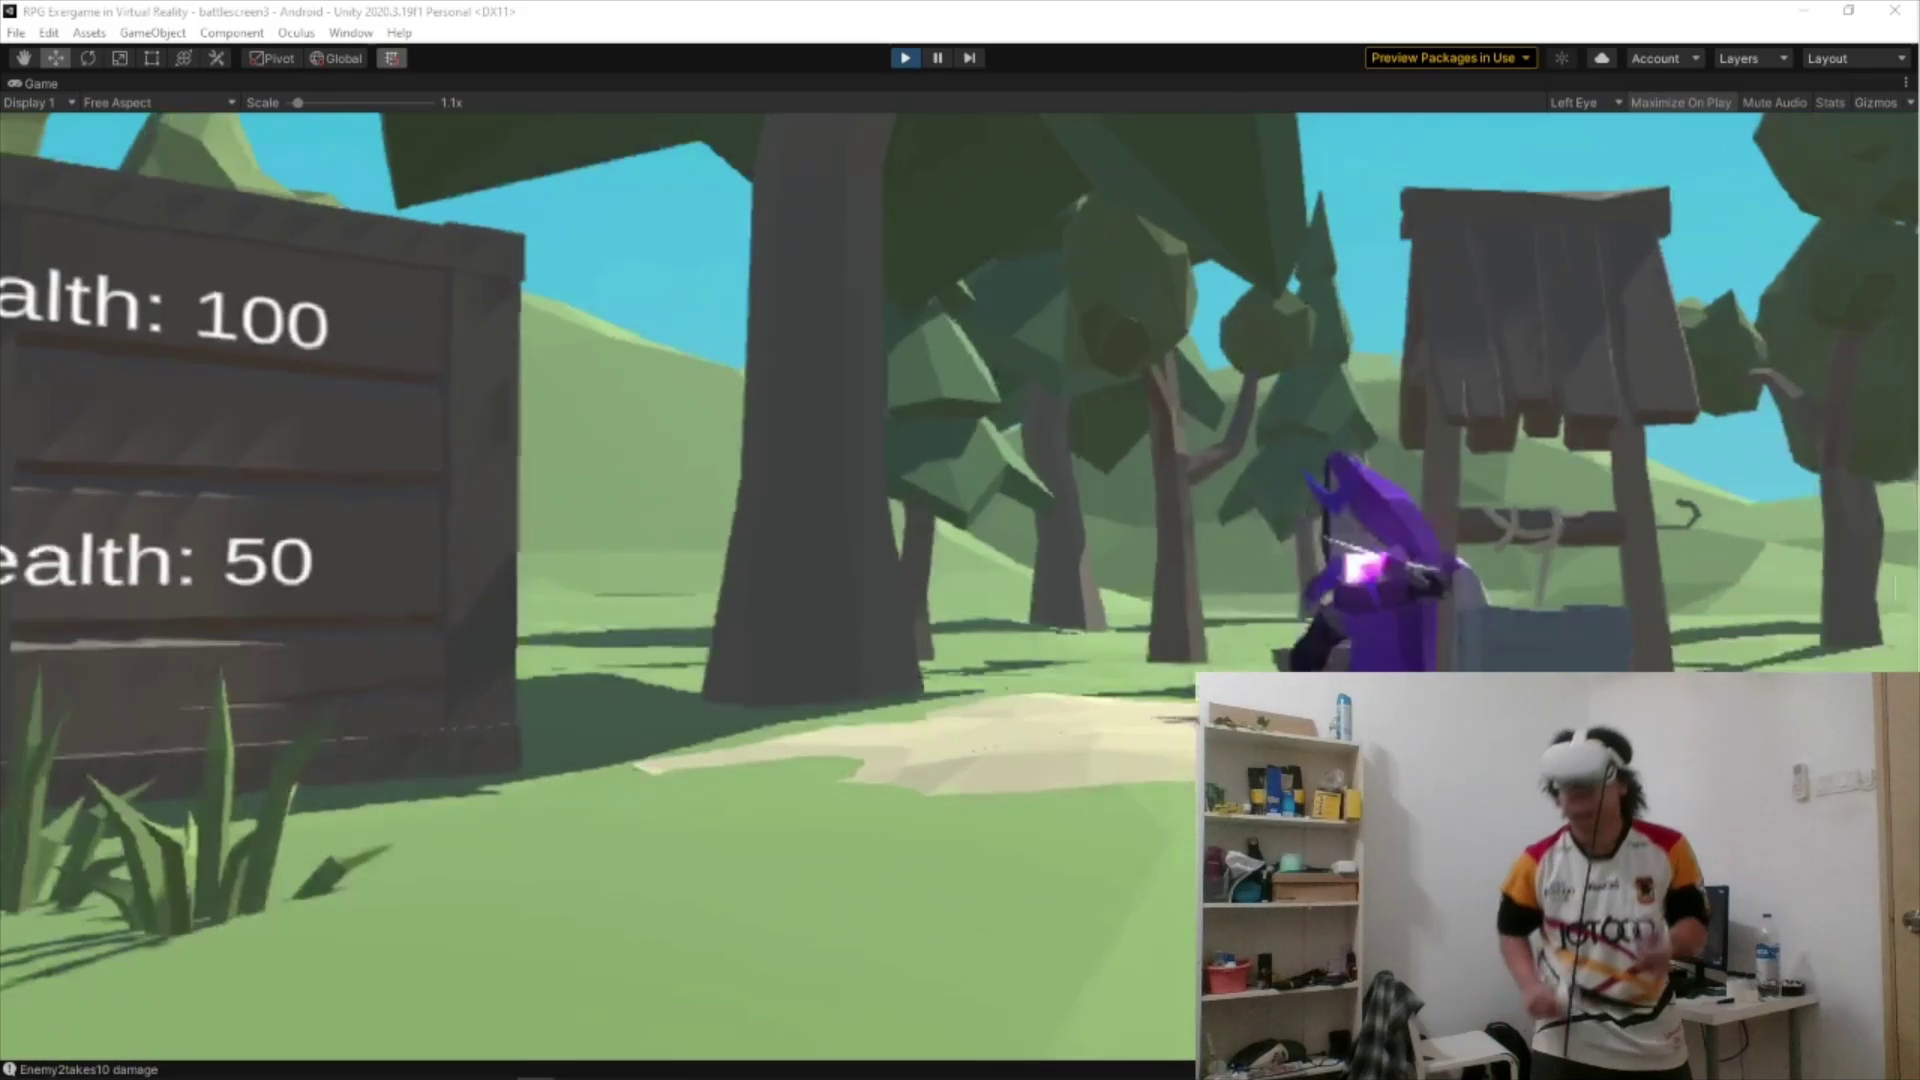 RPG Exergame in Virtual Reality - battlescreen3 - Android - Unity 2020.3.19f1 Personal <DX11>
File Edit Assets GameObject Component Oculus Window Help
Pivot Global Preview Packages in Use Account Layers Layout
Game
Display 1 Free Aspect Scale 1.1x Left Eye Maximize On Play Mute Audio Stats Gizmos
alth: 100
ealth: 50
Enemy2takes10 damage